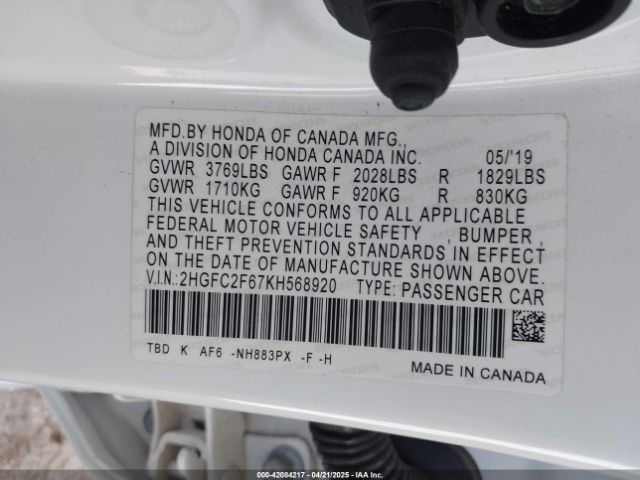 MFD.BY HONDA OF CANADA MFG.,
A DIVISION OF HONDA CANADA INC. 05/'19
GVWR 3769LBS GAWR F 2028LBS R 1829LBS
GVWR 1710KG GAWR F 920KG R 830KG
THIS VEHICLE CONFORMS TO ALL APPLICABLE
FEDERAL MOTOR VEHICLE SAFETY , BUMPER ,
AND THEFT PREVENTION STANDARDS IN EFFECT
ON THE DATE OF MANUFACTURE SHOWN ABOVE.
V.I.N.:2HGFC2F67KH568920 TYPE: PASSENGER CAR
TBD K AF6 -NH883PX -F -H
MADE IN CANADA
000-42084217 - 04/21/2025 - IAAI.CA